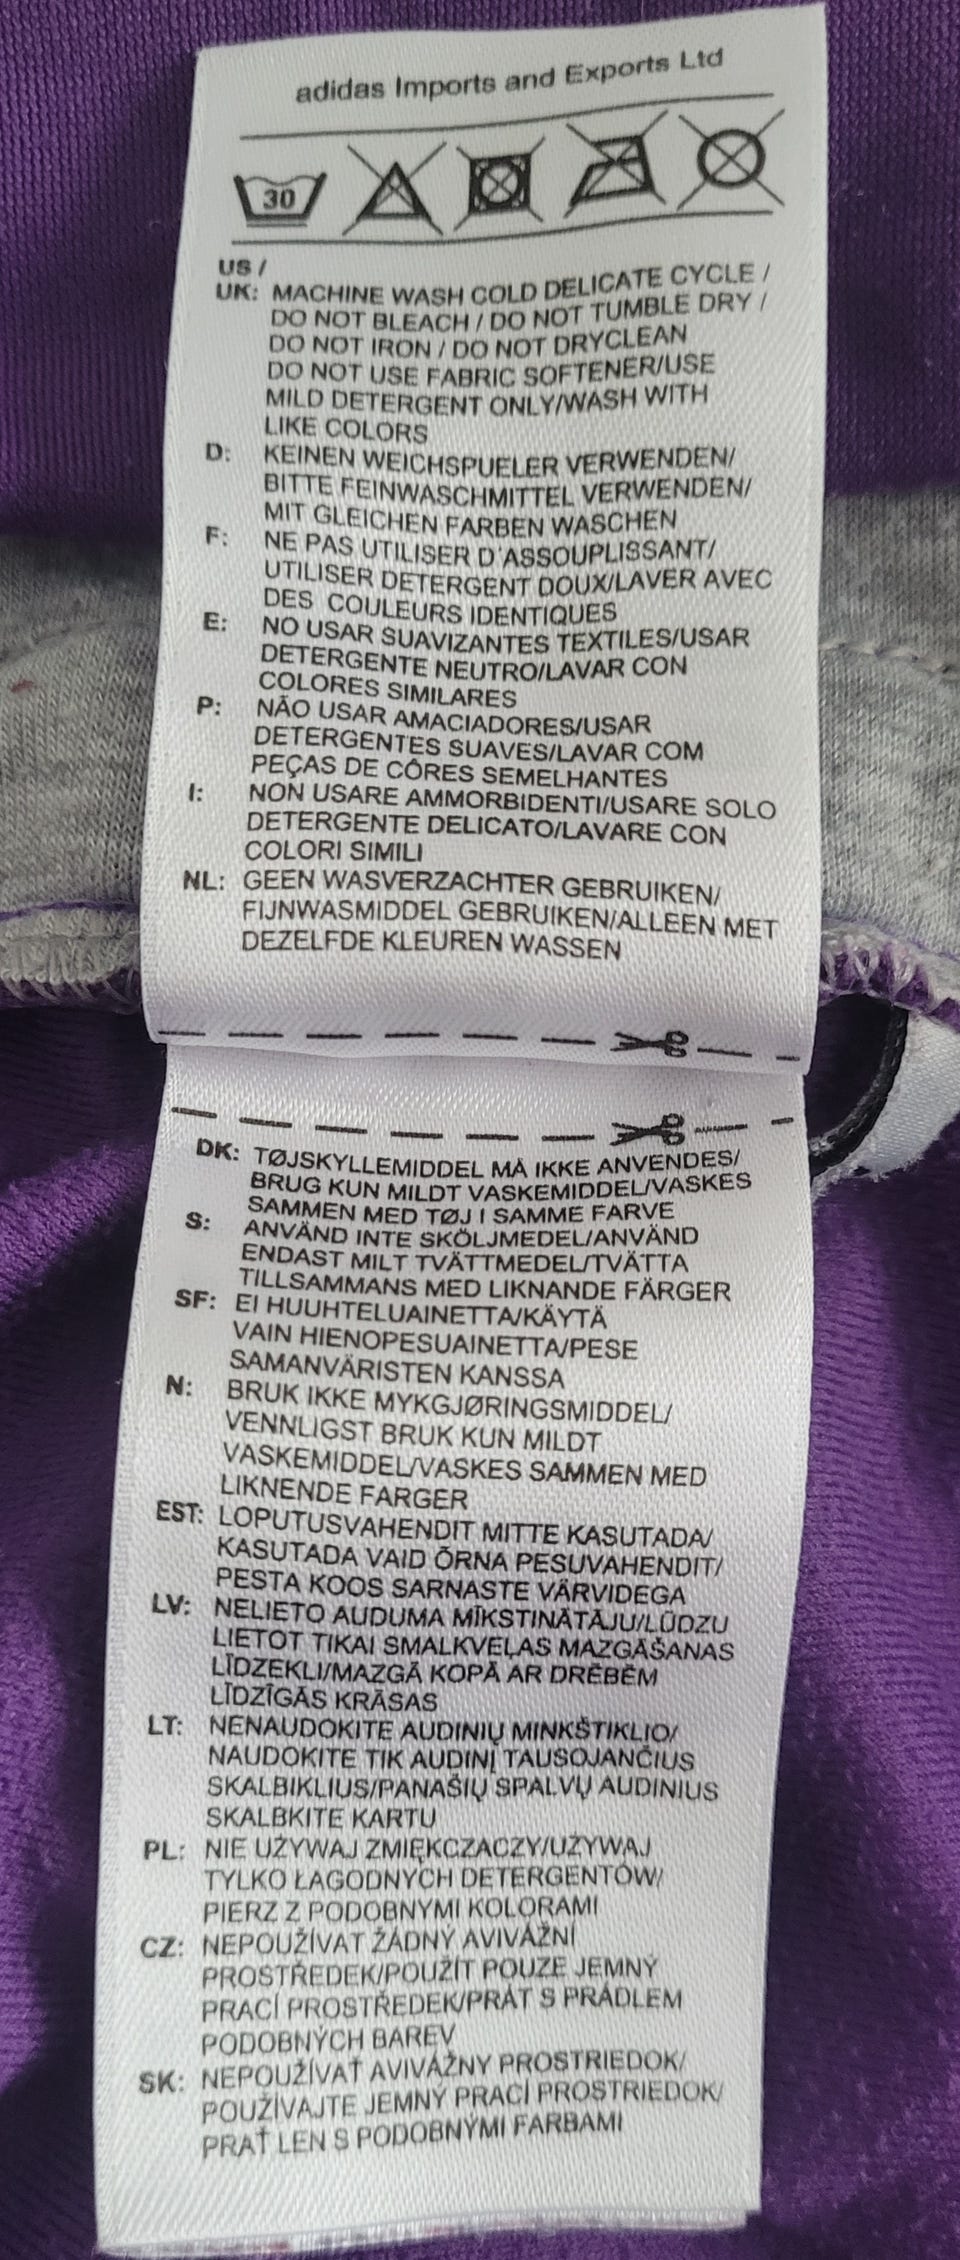 adidas Imports and Exports Ltd
30
US /
UK: MACHINE WASH COLD DELICATE CYCLE /
DO NOT BLEACH / DO NOT TUMBLE DRY /
DO NOT IRON / DO NOT DRYCLEAN
DO NOT USE FABRIC SOFTENER/USE
MILD DETERGENT ONLY/WASH WITH
LIKE COLORS
D: KEINEN WEICHSPUELER VERWENDEN/
BITTE FEINWASCHMITTEL VERWENDEN/
MIT GLEICHEN FARBEN WASCHEN
F: NE PAS UTILISER D'ASSOUPLISSANT/
UTILISER DETERGENT DOUX/LAVER AVEC
DES COULEURS IDENTIQUES
E: NO USAR SUAVIZANTES TEXTILES/USAR
DETERGENTE NEUTRO/LAVAR CON
COLORES SIMILARES
P: NÃO USAR AMACIADORES/USAR
DETERGENTES SUAVES/LAVAR COM
PEÇAS DE CÔRES SEMELHANTES
I: NON USARE AMMORBIDENTI/USARE SOLO
DETERGENTE DELICATO/LAVARE CON
COLORI SIMILI
NL: GEEN WASVERZACHTER GEBRUIKEN/
FIJNWASMIDDEL GEBRUIKEN/ALLEEN MET
DEZELFDE KLEUREN WASSEN
DK: TØJSKYLLEMIDDEL MÅ IKKE ANVENDES/
BRUG KUN MILDT VASKEMIDDEL/VASKES
SAMMEN MED TØJ I SAMME FARVE
S: ANVÄND INTE SKÖLJMEDEL/ANVÄND
ENDAST MILT TVÄTTMEDEL/TVÄTTA
TILLSAMMANS MED LIKNANDE FÄRGER
SF: EI HUUHTELUAINETTA/KÄYTÄ
VAIN HIENOPESUAINETTA/PESE
SAMANVÄRISTEN KANSSA
N: BRUK IKKE MYKGJØRINGSMIDDEL/
VENNLIGST BRUK KUN MILDT
VASKEMIDDEL/VASKES SAMMEN MED
LIKNENDE FARGER
EST: LOPUTUSVAHENDIT MITTE KASUTADA/
KASUTADA VAID ÕRNA PESUVAHENDIT/
PESTA KOOS SARNASTE VÄRVIDEGA
LV: NELIETO AUDUMA MĪKSTINĀTĀJU/LŪDZU
LIETOT TIKAI SMALKVEĻAS MAZGĀŠANAS
LĪDZEKLI/MAZGĀ KOPĀ AR DRĒBĒM
LĪDZĪGĀS KRĀSAS
LT: NENAUDOKITE AUDINIŲ MINKŠTIKLIO/
NAUDOKITE TIK AUDINĮ TAUSOJANČIUS
SKALBIKLIUS/PANAŠIŲ SPALVŲ AUDINIUS
SKALBKITE KARTU
PL: NIE UŻYWAJ ZMIĘKCZACZY/UŻYWAJ
TYLKO ŁAGODNYCH DETERGENTÓW/
PIERZ Z PODOBNYMI KOLORAMI
CZ: NEPOUŽÍVAT ŽÁDNÝ AVIVÁŽNÍ
PROSTŘEDEK/POUŽÍT POUZE JEMNÝ
PRACÍ PROSTŘEDEK/PRÁT S PRÁDLEM
PODOBNÝCH BAREV
SK: NEPOUŽÍVAŤ AVIVÁŽNY PROSTRIEDOK/
POUŽÍVAJTE JEMNÝ PRACÍ PROSTRIEDOK/
PRAŤ LEN S PODOBNÝMI FARBAMI